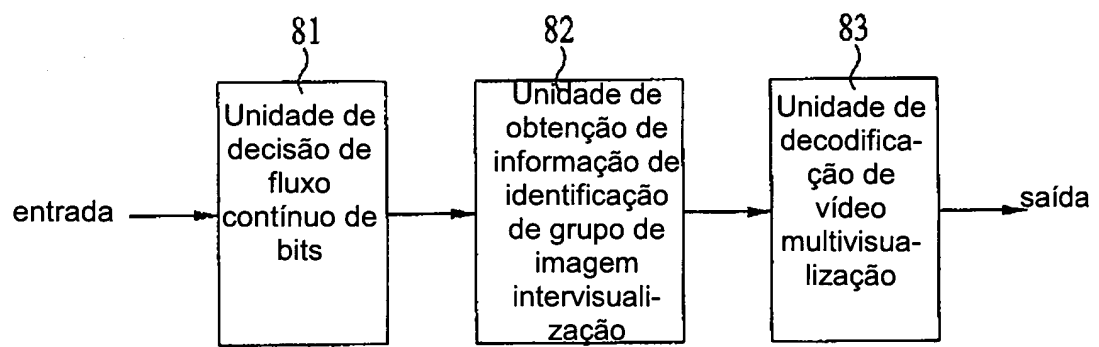 81
82
83
entrada
Unidade de
decisão de
fluxo
contínuo de
bits
Unidade de
obtenção de
informação de
identificação
de grupo de
imagem
intervisuali-
zação
Unidade de
decodifica-
ção de
vídeo
multivisua-
lização
saída